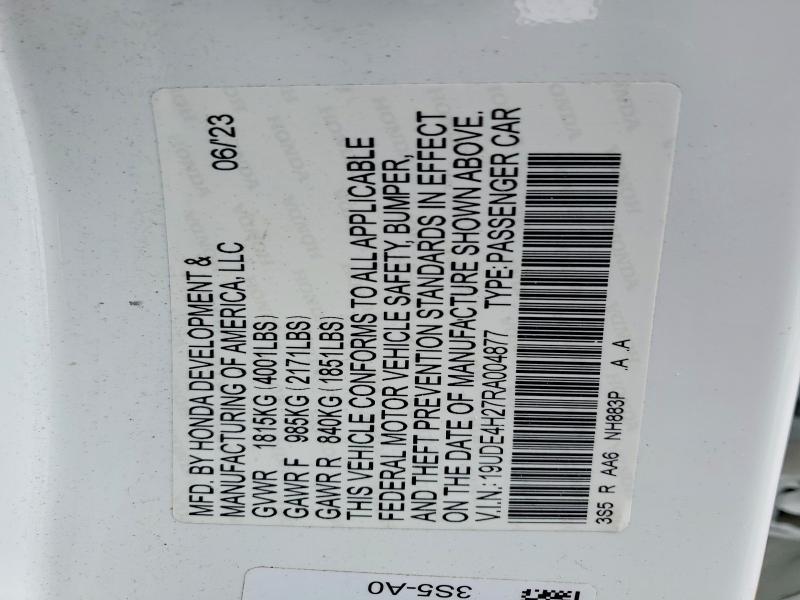 MFD. BY HONDA DEVELOPMENT &
MANUFACTURING OF AMERICA, LLC 06/'23
GVWR 1815KG (4001LBS)
GAWR F 985KG (2171LBS)
GAWR R 840KG (1851LBS)
THIS VEHICLE CONFORMS TO ALL APPLICABLE
FEDERAL MOTOR VEHICLE SAFETY, BUMPER,
AND THEFT PREVENTION STANDARDS IN EFFECT
ON THE DATE OF MANUFACTURE SHOWN ABOVE.
V.I.N: 19UDE4H27RA004877 TYPE: PASSENGER CAR
3S5 R AA6 NH883P .A .A
3S5-A0